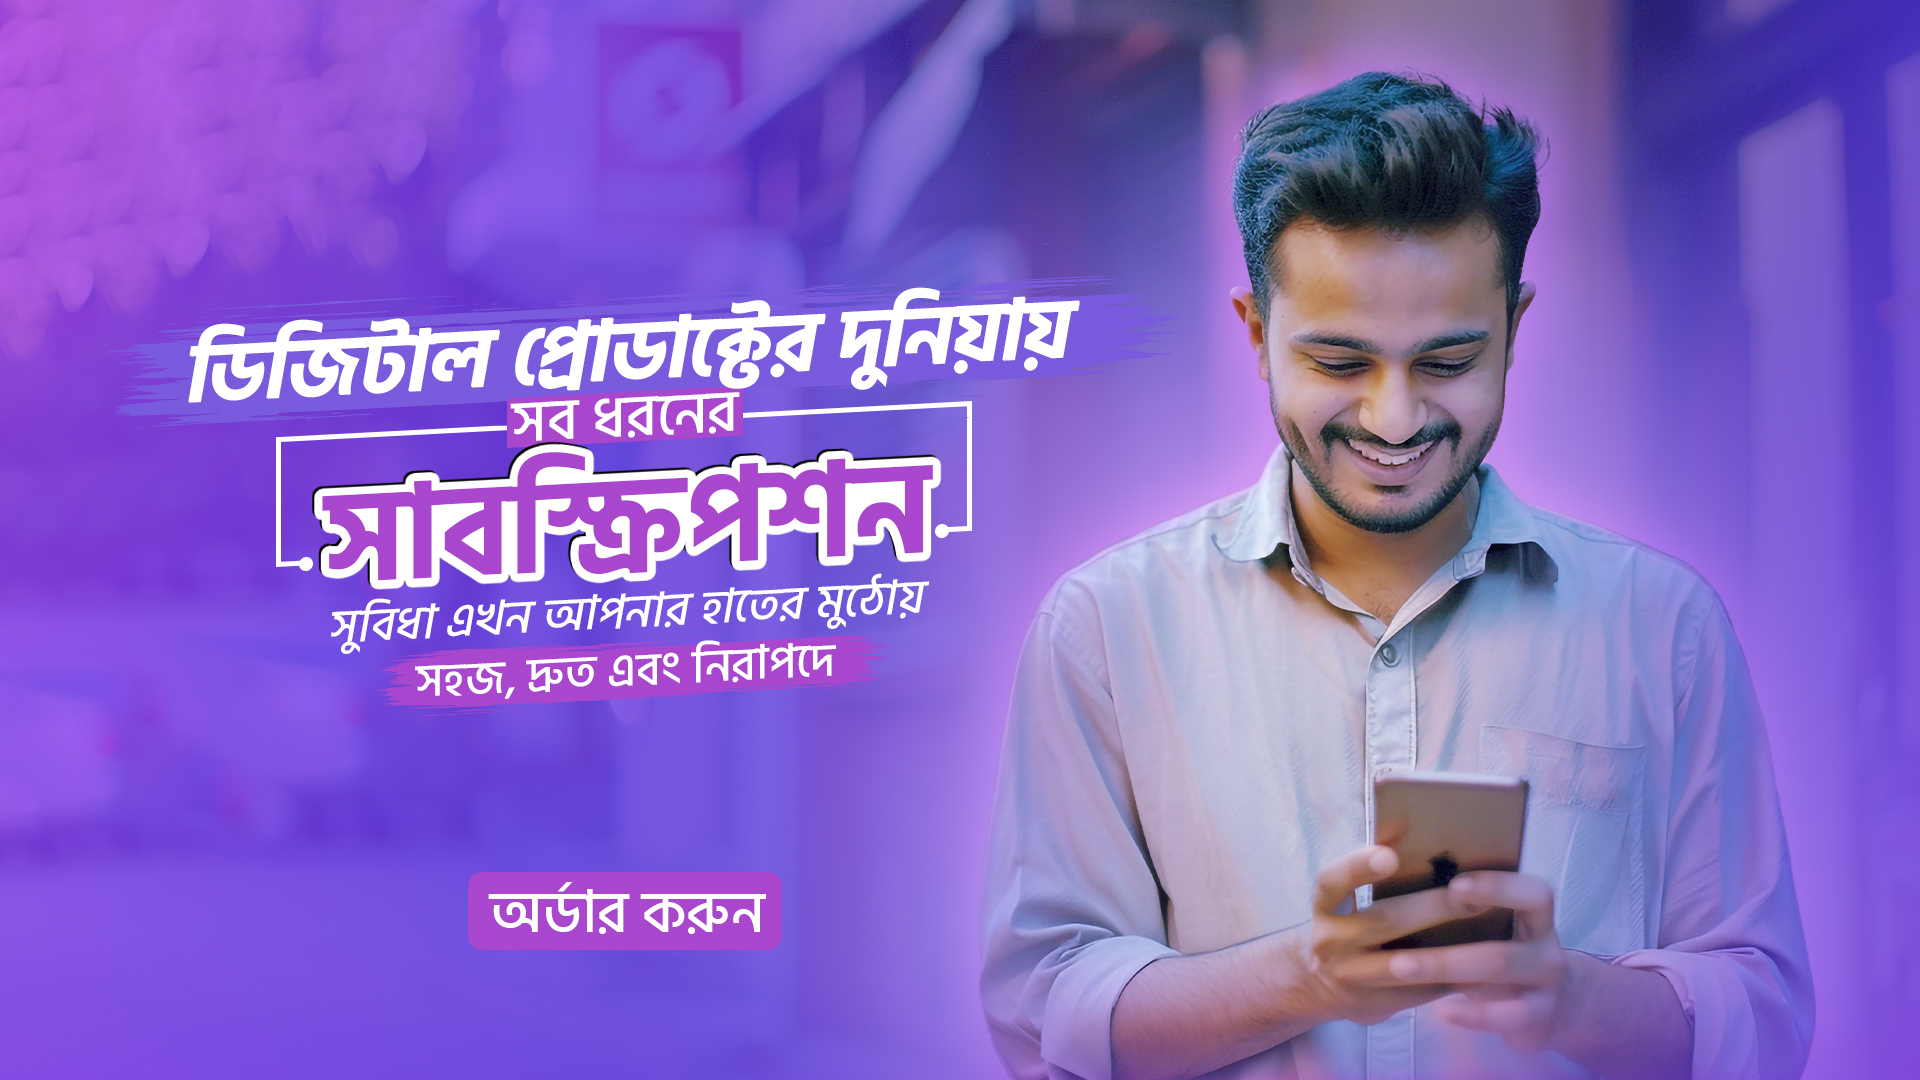 ডিজিটাল প্রোডাক্টের দুনিয়ায়
সব ধরনের
সাবস্ক্রিপশন
সুবিধা এখন আপনার হাতের মুঠোয়
সহজ, দ্রুত এবং নিরাপদে
অর্ডার করুন